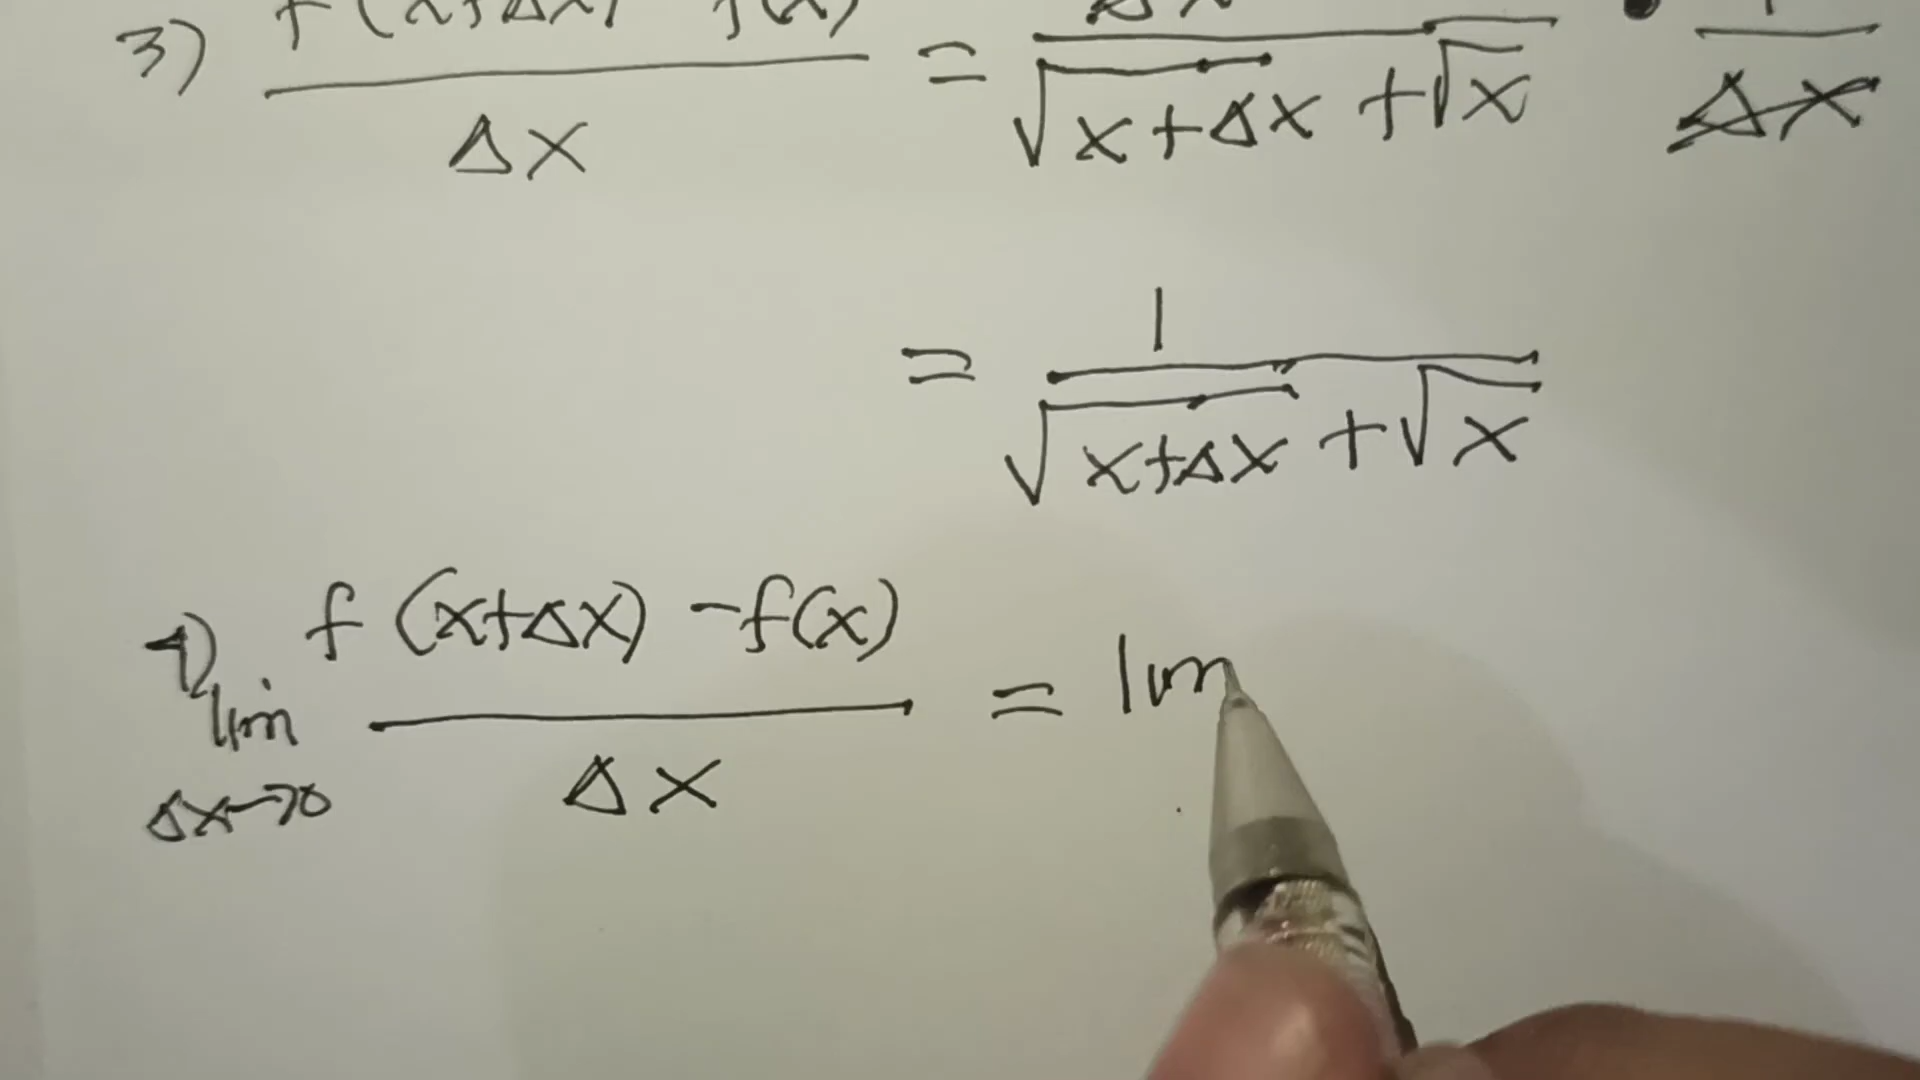 3) f(x+Δx) - f(x) / Δx = Δx / √x+Δx + √x · 1 / Δx
= 1 / √x+Δx + √x
4) lim Δx→0 f(x+Δx) - f(x) / Δx = lim